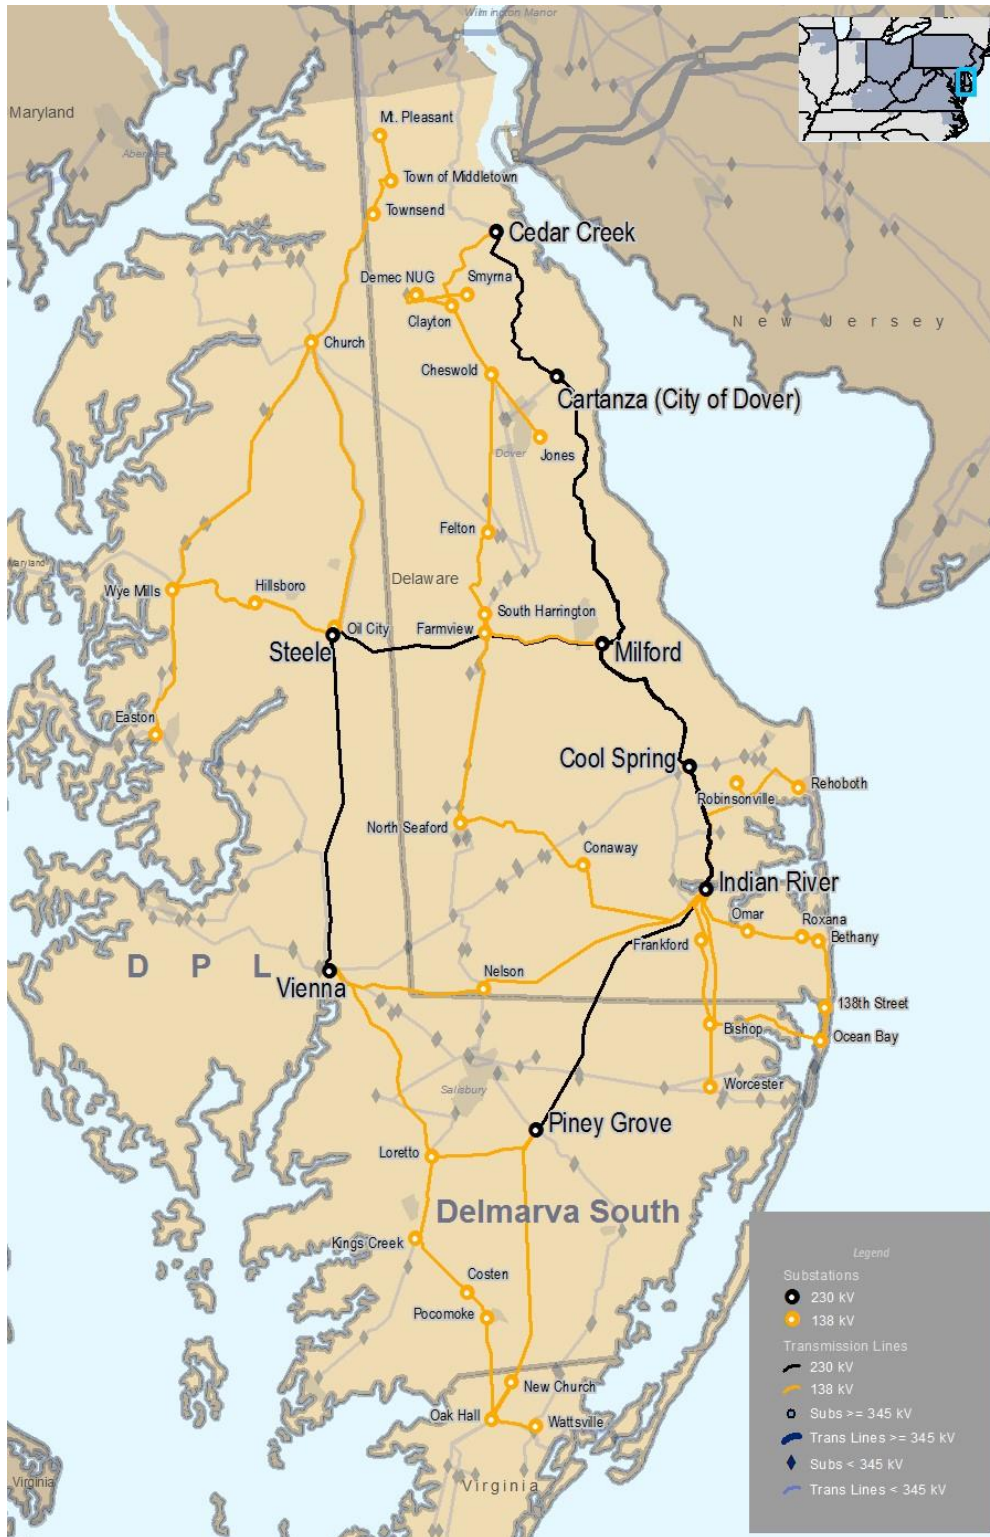 Wilmington Manor
Maryland
Mt. Pleasant
Town of Middletown
Townsend
Cedar Creek
Demec NUG
Smyrna
Clayton
New Jersey
Church
Cheswold
Cartanza (City of Dover)
Dover
Jones
Felton
Delaware
Wye Mills
Hillsboro
South Harrington
Oil City
Farmview
Steele
Milford
Easton
Cool Spring
Rehoboth
Robinsonville
North Seaford
Conaway
Indian River
Omar
Roxana
Frankford
Bethany
DPL
Nelson
Vienna
138th Street
Bishop
Ocean Bay
Salisbury
Worcester
Piney Grove
Loretto
Delmarva South
Kings Creek
Costen
Pocomoke
New Church
Oak Hall
Wattsville
Virginia
Virginia
Legend
Substations
230 kV
138 kV
Transmission Lines
230 kV
138 kV
Subs >= 345 kV
Trans Lines >= 345 kV
Subs < 345 kV
Trans Lines < 345 kV